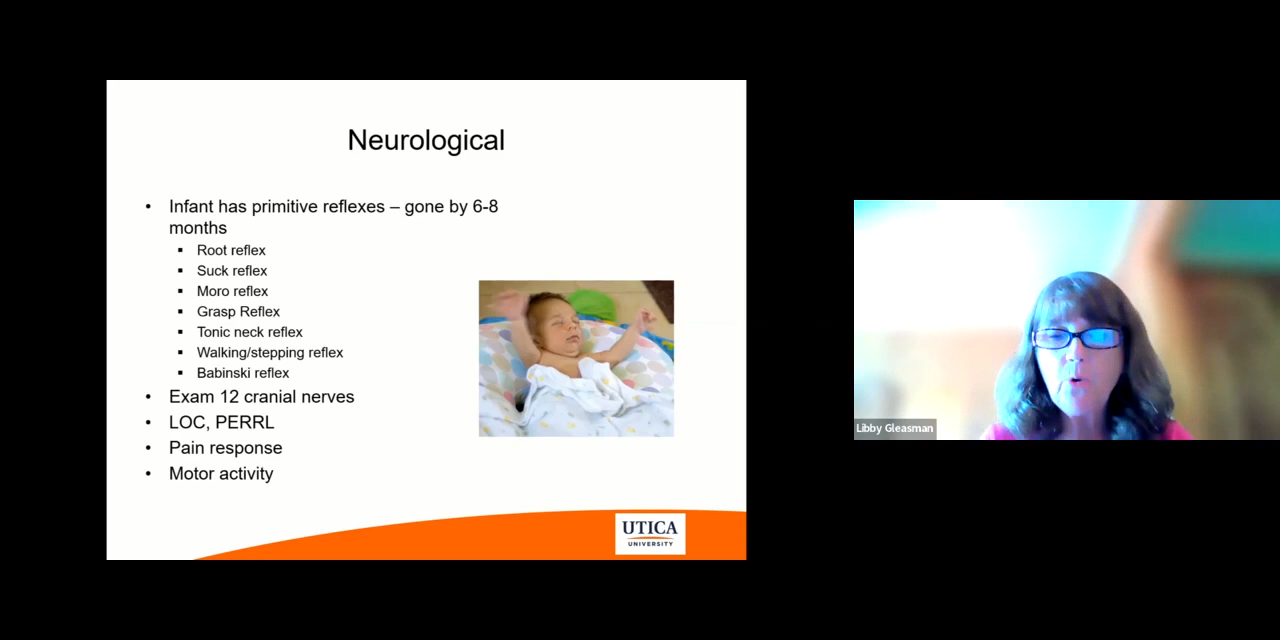 Neurological
• Infant has primitive reflexes – gone by 6-8
months
▪ Root reflex
▪ Suck reflex
▪ Moro reflex
▪ Grasp Reflex
▪ Tonic neck reflex
▪ Walking/stepping reflex
▪ Babinski reflex
• Exam 12 cranial nerves
• LOC, PERRL
• Pain response
• Motor activity
UTICA
UNIVERSITY
Libby Gleasman